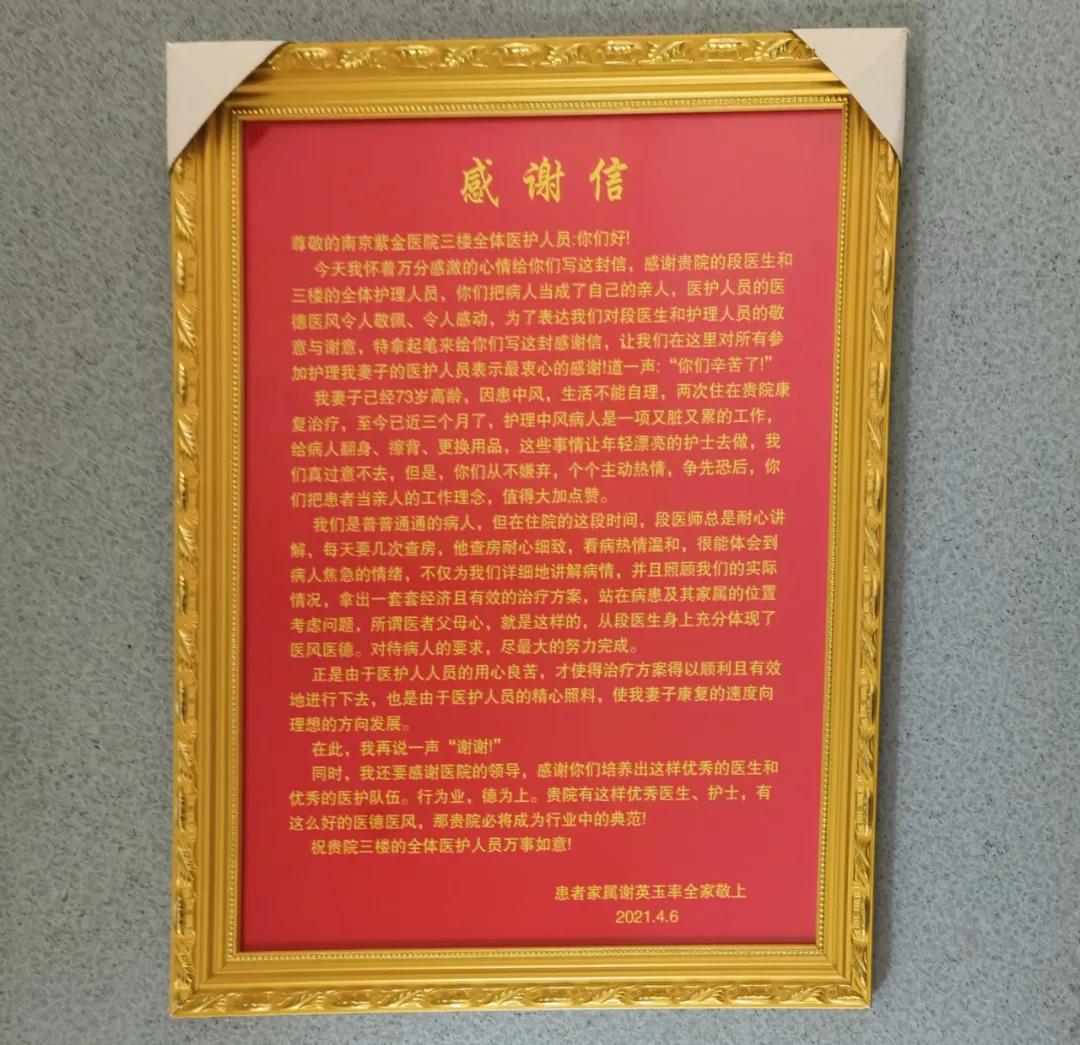 感谢信
尊敬的南京紫金医院三楼全体医护人员:你们好!
今天我怀着万分感激的心情给你们写这封信，感谢贵院的段医生和
三楼的全体护理人员，你们把病人当成了自己的亲人，医护人员的医
德医风令人敬佩、令人感动，为了表达我们对段医生和护理人员的敬
意与谢意，特拿起笔来给你们写这封感谢信，让我们在这里对所有参
加护理我妻子的医护人员表示最衷心的感谢!道一声:“你们辛苦了!”
我妻子已经73岁高龄，因患中风，生活不能自理，两次住在贵院康
复治疗，至今已近三个月了，护理中风病人是一项又脏又累的工作，
给病人翻身、擦背、更换用品，这些事情让年轻漂亮的护士去做，我
们真过意不去，但是，你们从不嫌弃，个个主动热情，争先恐后，你
们把患者当亲人的工作理念，值得大加点赞。
我们是普普通通的病人，但在住院的这段时间，段医师总是耐心讲
解，每天要几次查房，他查房耐心细致，看病热情温和，很能体会到
病人焦急的情绪，不仅为我们详细地讲解病情，并且照顾我们的实际
情况，拿出一套套经济且有效的治疗方案，站在病患及其家属的位置
考虑问题，所谓医者父母心，就是这样的，从段医生身上充分体现了
医风医德。对待病人的要求，尽最大的努力完成。
正是由于医护人人员的用心良苦，才使得治疗方案得以顺利且有效
地进行下去，也是由于医护人员的精心照料，使我妻子康复的速度向
理想的方向发展。
在此，我再说一声“谢谢!”
同时，我还要感谢医院的领导，感谢你们培养出这样优秀的医生和
优秀的医护队伍。行为业，德为上。贵院有这样优秀医生、护士，有
这么好的医德医风，那贵院必将成为行业中的典范!
祝贵院三楼的全体医护人员万事如意!
患者家属谢英玉率全家敬上
2021.4.6